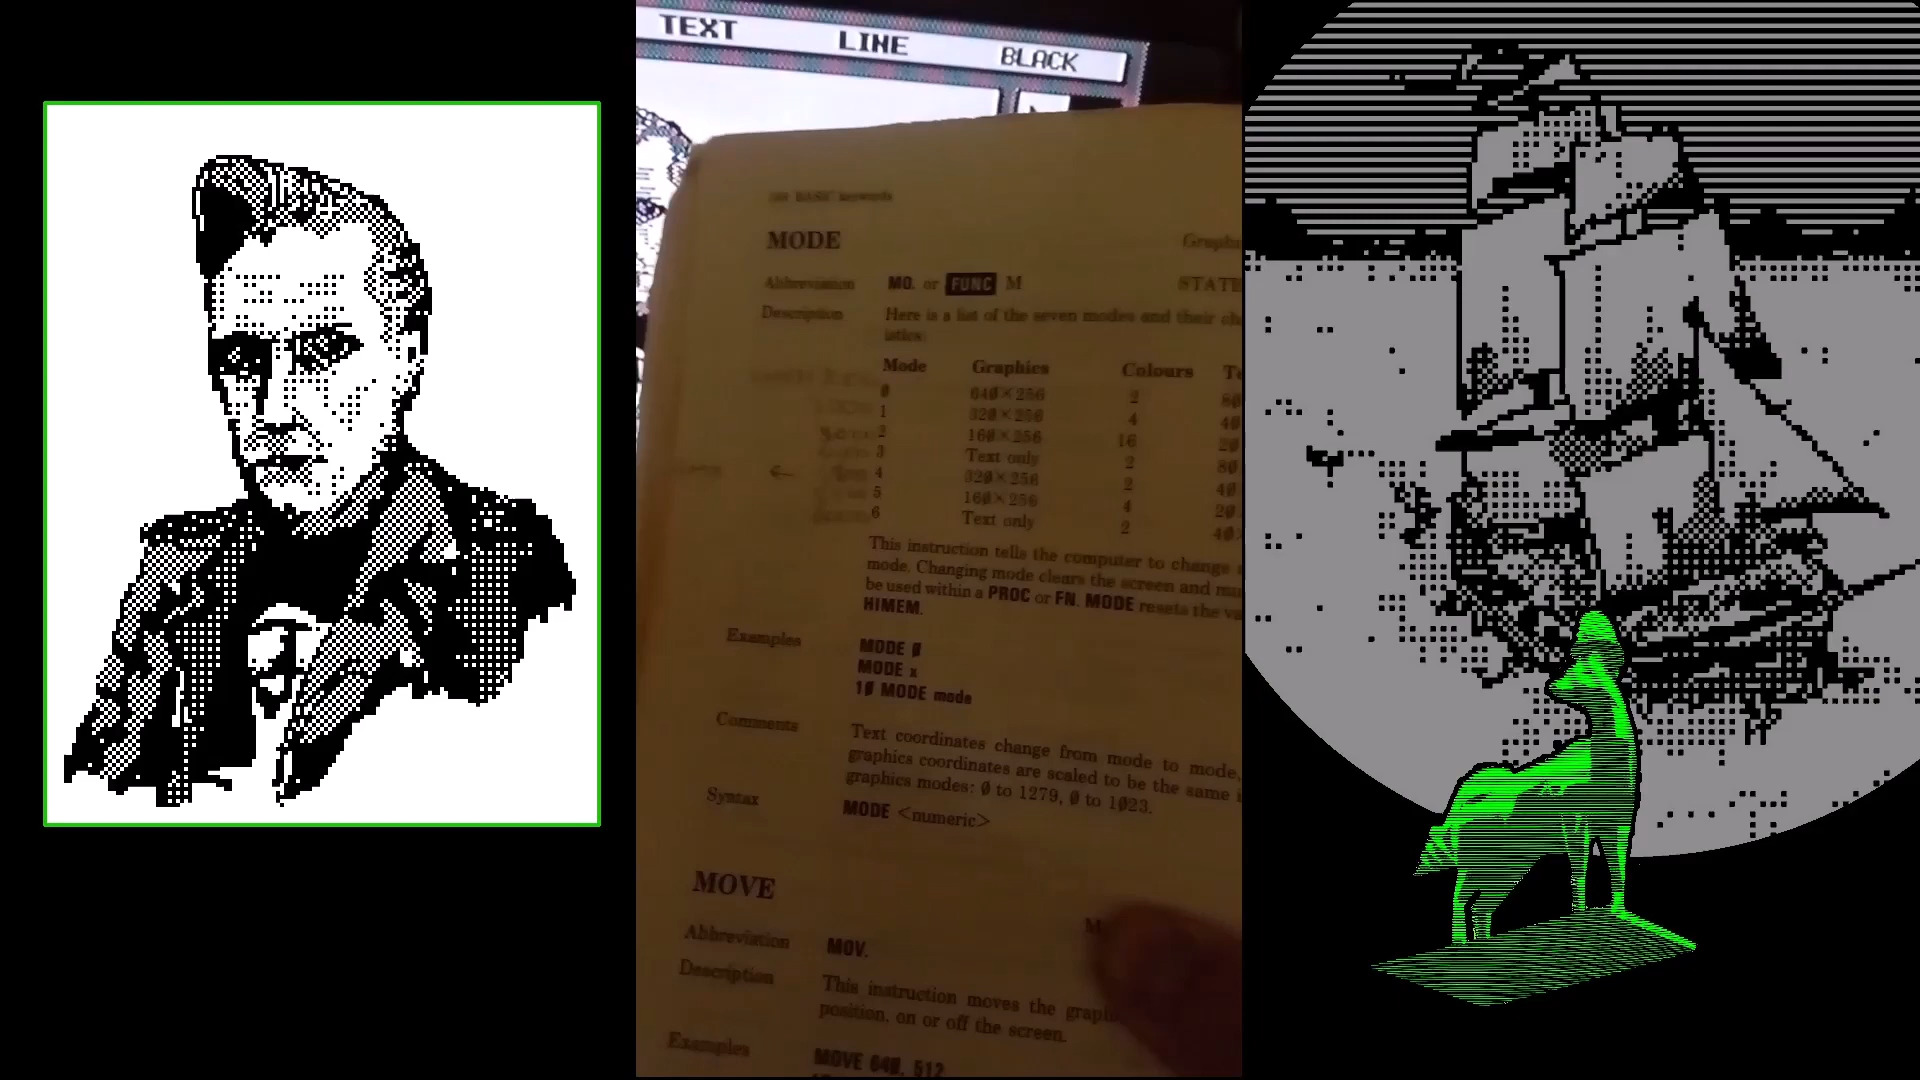 TEXT LINE BLACK
BASIC keywords
MODE
Abbreviation MO. or FUNC M
Description Here is a list of the seven modes and their
Mode Graphics Colours
0 640×256 2
1 320×256 4
2 160×256 16
3 Text only 2
4 320×256 2
5 160×256 4
6 Text only 2
This instruction tells the computer to change
mode. Changing mode clears the screen and
be used within a PROC or FN. MODE resets the
HIMEM.
Examples MODE 0
MODE x
10 MODE mode
Comments Text coordinates change from mode to mode,
graphics coordinates are scaled to be the same
graphics modes: 0 to 1279, 0 to 1023.
Syntax MODE <numeric>
MOVE
Abbreviation MOV.
Description This instruction moves the
position, on or off the screen.
Examples MOVE 640, 512